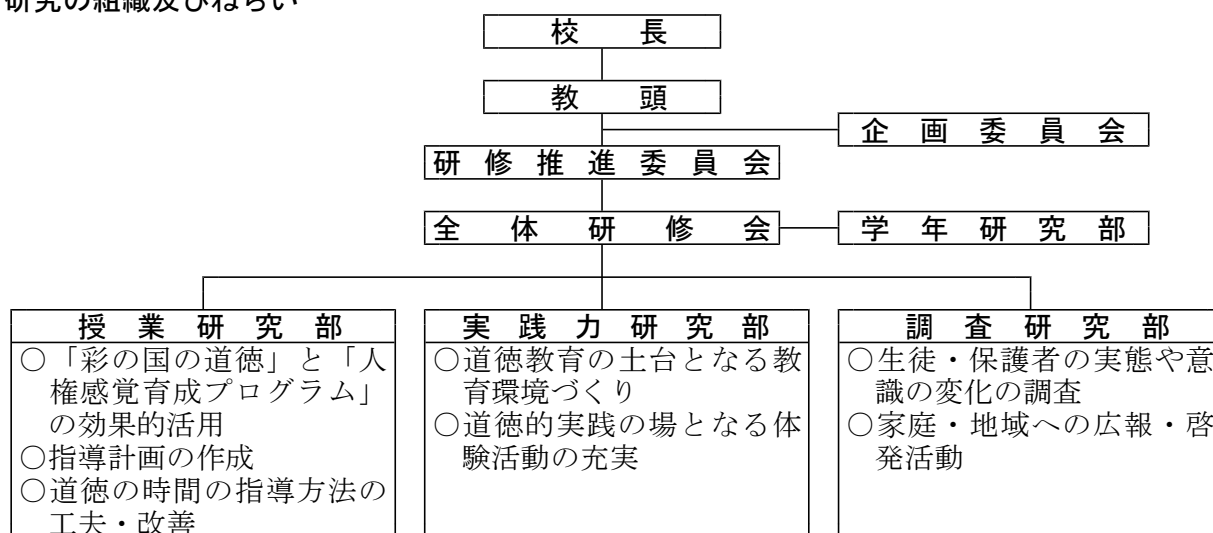 研究の組織及びねらい
校長
教頭
企画委員会
研修推進委員会
全体研修会
学年研究部
授業研究部
○「彩の国の道徳」と「人
権感覚育成プログラム」
の効果的活用
○指導計画の作成
○道徳の時間の指導方法の
工夫・改善
実践力研究部
○道徳教育の土台となる教
育環境づくり
○道徳的実践の場となる体
験活動の充実
調査研究部
○生徒・保護者の実態や意
識の変化の調査
○家庭・地域への広報・啓
発活動